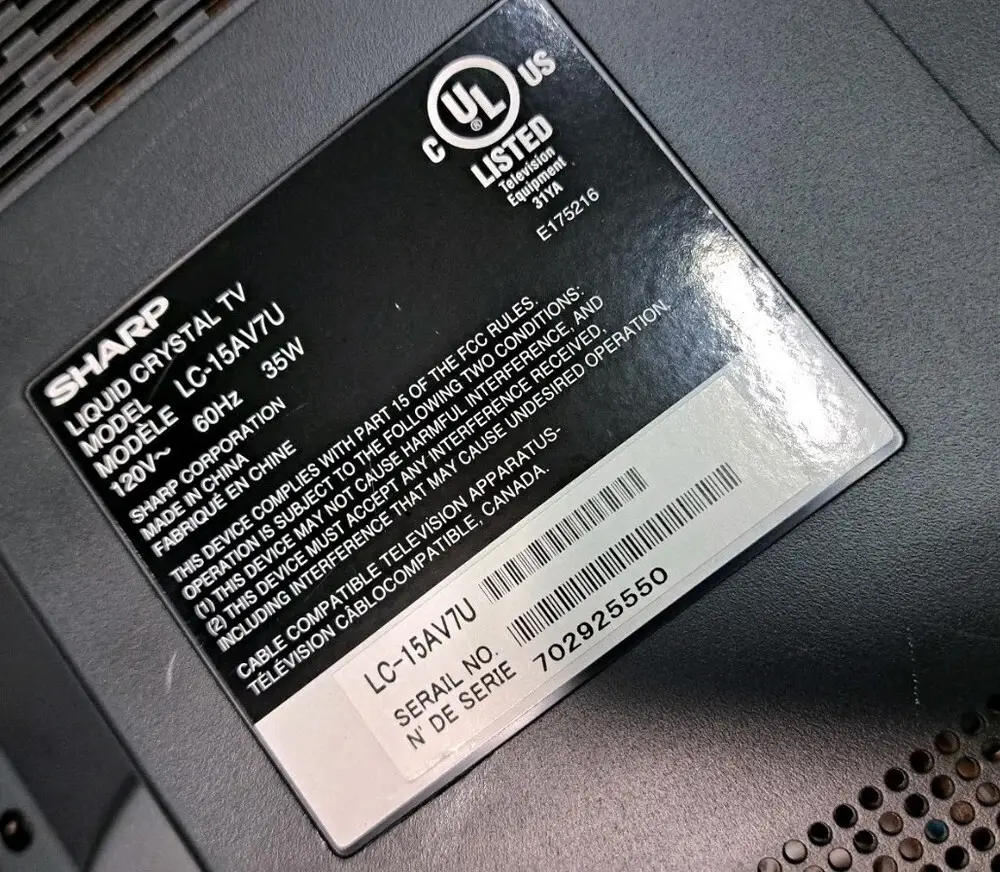 C UL ® US
LISTED
Television
Equipment
31YA
E175216
SHARP
LIQUID CRYSTAL TV
MODEL
MODÈLE LC-15AV7U
120V~ 60Hz 35W
SHARP CORPORATION
MADE IN CHINA
FABRIQUÉ EN CHINE
THIS DEVICE COMPLIES WITH PART 15 OF THE FCC RULES.
OPERATION IS SUBJECT TO THE FOLLOWING TWO CONDITIONS:
(1) THIS DEVICE MAY NOT CAUSE HARMFUL INTERFERENCE, AND
(2) THIS DEVICE MUST ACCEPT ANY INTERFERENCE RECEIVED,
INCLUDING INTERFERENCE THAT MAY CAUSE UNDESIRED OPERATION.
CABLE COMPATIBLE TELEVISION APPARATUS-
TÉLÉVISION CÂBLOCOMPATIBLE, CANADA.
LC-15AV7U
SERAIL NO.
N' DE SERIE 702925550